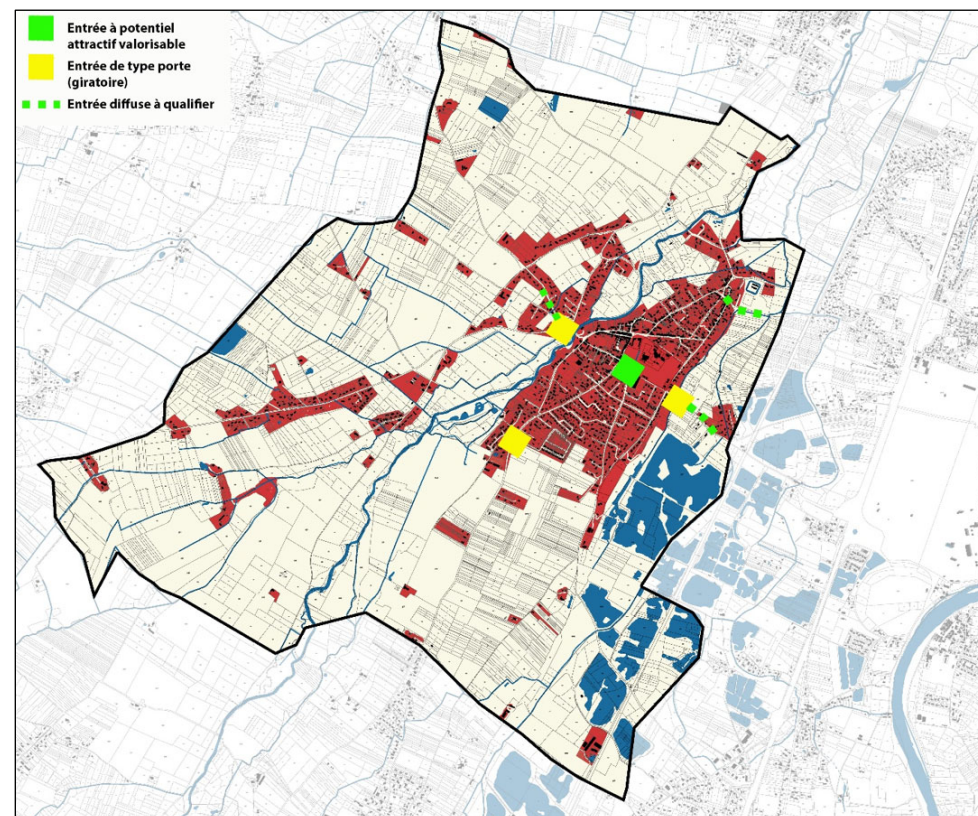 Entrée à potentiel
attractif valorisable
Entrée de type porte
(giratoire)
Entrée diffuse à qualifier